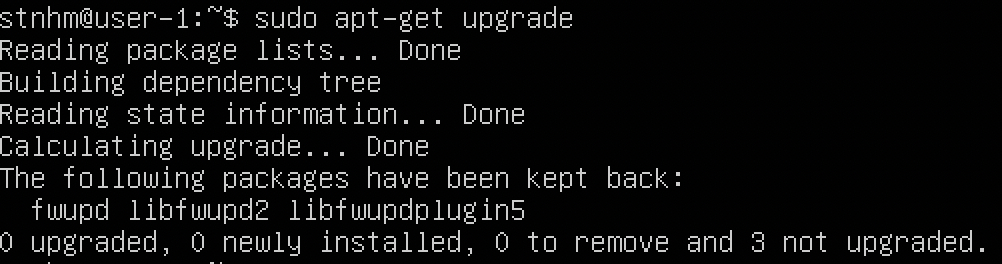 stnhm@user-1:~$ sudo apt-get upgrade
Reading package lists... Done
Building dependency tree
Reading state information... Done
Calculating upgrade... Done
The following packages have been kept back:
  fwupd libfwupd2 libfwupdplugin5
0 upgraded, 0 newly installed, 0 to remove and 3 not upgraded.